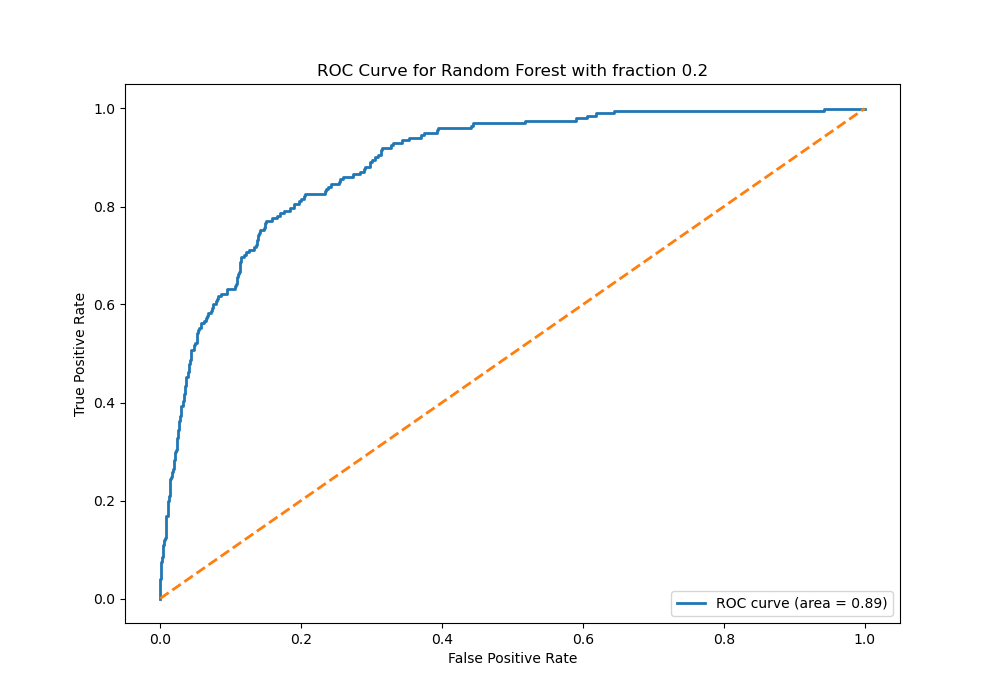 ROC Curve for Random Forest with fraction 0.2
1.0
0.8
0.6
0.4
0.2
0.0
True Positive Rate
ROC curve (area = 0.89)
0.0 0.2 0.4 0.6 0.8 1.0
False Positive Rate